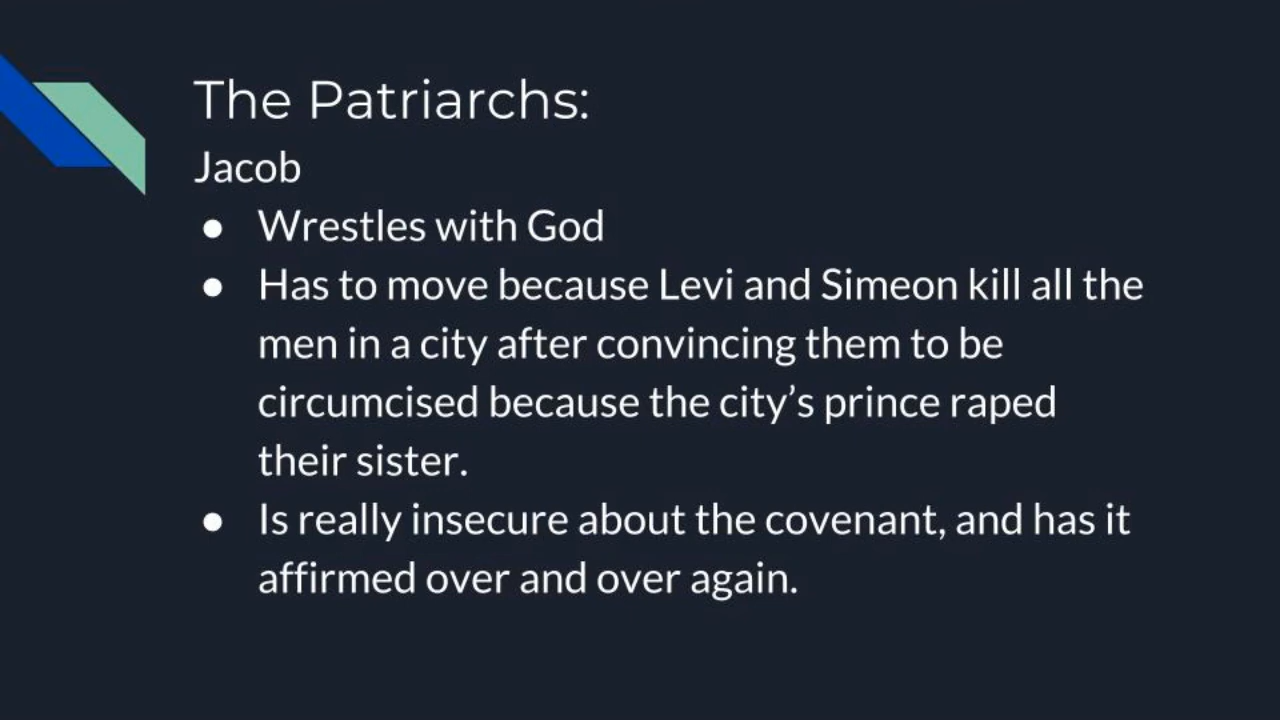 The Patriarchs:
Jacob
● Wrestles with God
● Has to move because Levi and Simeon kill all the
men in a city after convincing them to be
circumcised because the city’s prince raped
their sister.
● Is really insecure about the covenant, and has it
affirmed over and over again.